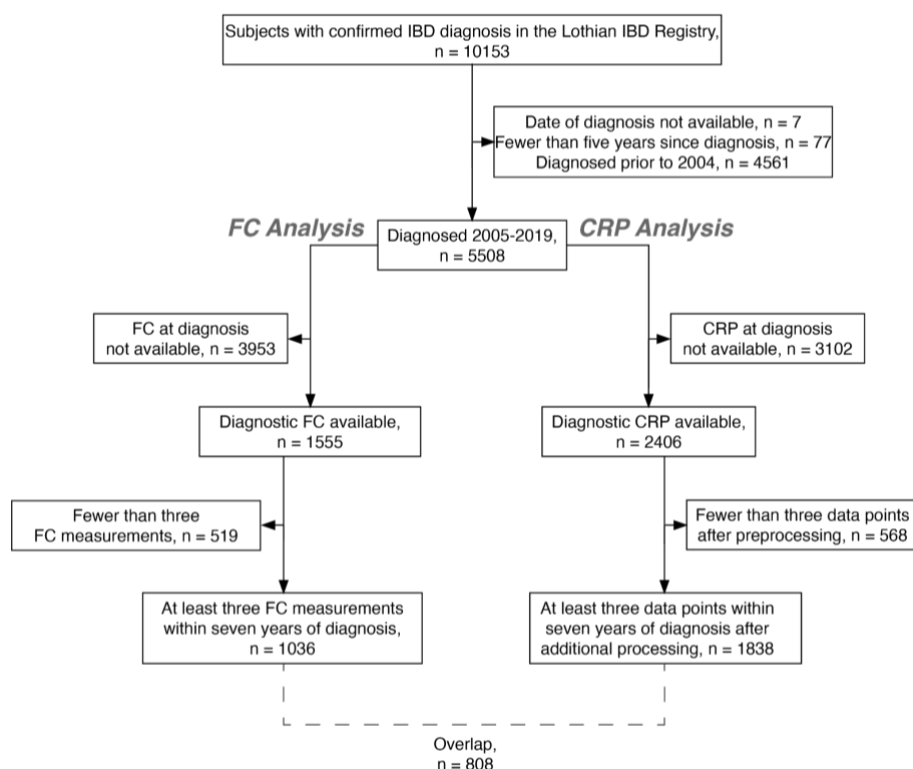 Subjects with confirmed IBD diagnosis in the Lothian IBD Registry,
n = 10153
Date of diagnosis not available, n = 7
Fewer than five years since diagnosis, n = 77
Diagnosed prior to 2004, n = 4561
FC Analysis
Diagnosed 2005-2019,
n = 5508
CRP Analysis
FC at diagnosis
not available, n = 3953
CRP at diagnosis
not available, n = 3102
Diagnostic FC available,
n = 1555
Diagnostic CRP available,
n = 2406
Fewer than three
FC measurements, n = 519
Fewer than three data points
after preprocessing, n = 568
At least three FC measurements
within seven years of diagnosis,
n = 1036
At least three data points within
seven years of diagnosis after
additional processing, n = 1838
Overlap,
n = 808